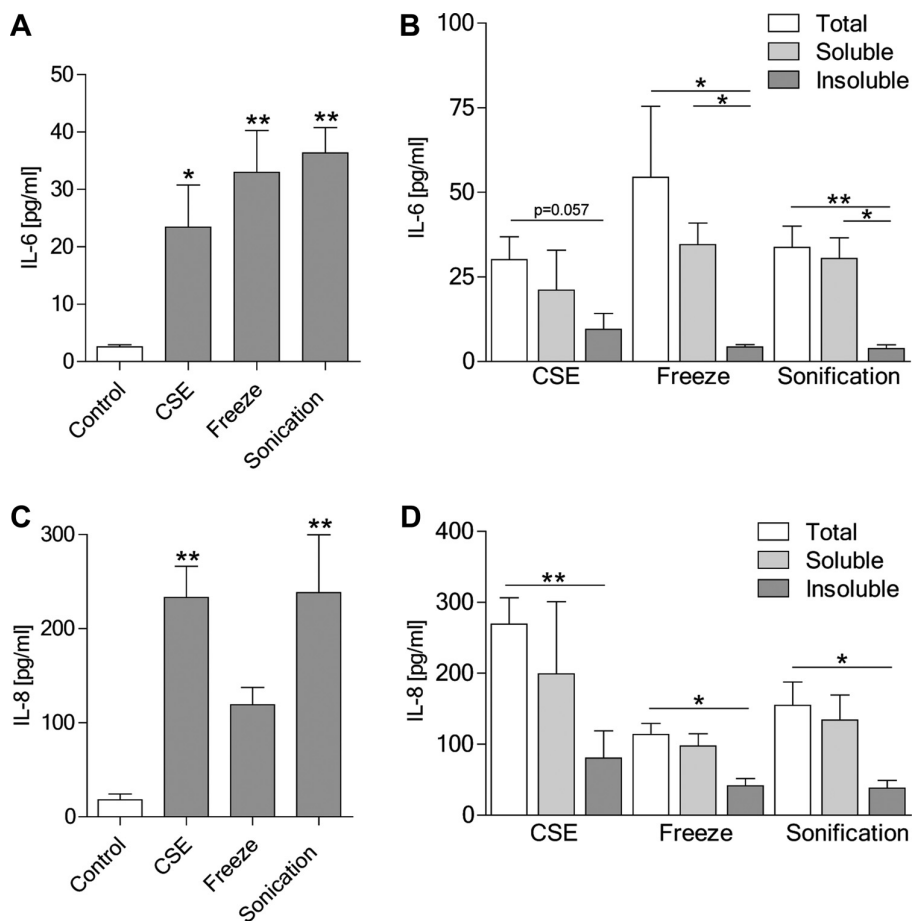 A
IL-6 [pg/ml]
50
40
30
20
10
0
*
**
**
Control
CSE
Freeze
Sonication
B
IL-6 [pg/ml]
100
75
50
25
0
Total
Soluble
Insoluble
p=0.057
*
*
**
*
CSE
Freeze
Sonification
C
IL-8 [pg/ml]
300
200
100
0
**
**
Control
CSE
Freeze
Sonication
D
IL-8 [pg/ml]
400
300
200
100
0
Total
Soluble
Insoluble
**
*
*
CSE
Freeze
Sonification